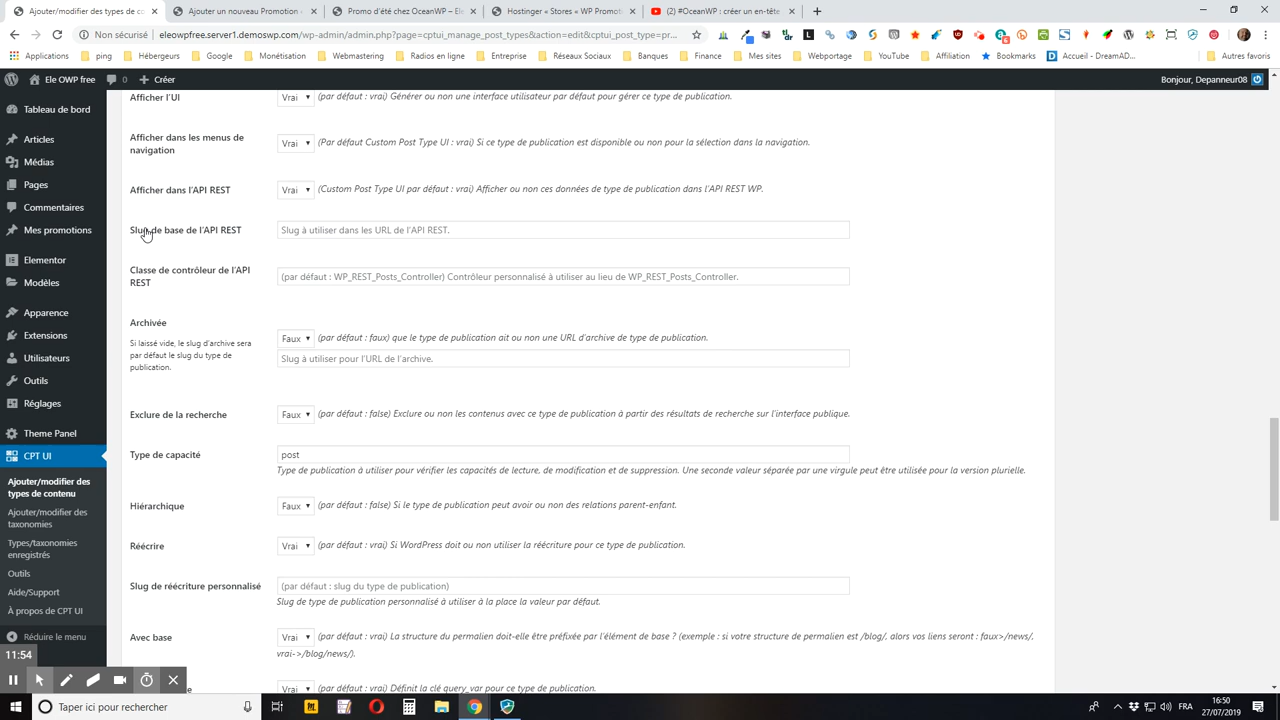 Ajouter/modifier des types de co
Ajouter un nouveau Promotion
Promo d'été chez OceanWP – Ele
Hostinger « Stores « WP Promot
(2) #OceanWP : créer un en-tête
Non sécurisé
eleowpfree.server1.demoswp.com/wp-admin/admin.php?page=cptui_manage_post_types&action=edit&cptui_post_type=pr...
Applications
ping
Hébergeurs
Google
Monétisatiôn
Webmastering
Radios en ligne
Entreprise
Réseaux Sociaux
Banques
Finance
Mes sites
Webportage
YouTube
Affiliation
Bookmarks
Accueil - DreamAD...
Autres favoris
Ele OWP free
0
Créer
Bonjour, Depanneur08
Tableau de bord
Articles
Médias
Pages
Commentaires
Mes promotions
Elementor
Modèles
Apparence
Extensions
Utilisateurs
Outils
Réglages
Theme Panel
CPT UI
Ajouter/modifier des
types de contenu
Ajouter/modifier des
taxonomies
Types/taxonomies
enregistrés
Outils
Aide/Support
À propos de CPT UI
Réduire le menu
Afficher l'UI
Vrai
(par défaut : vrai) Générer ou non une interface utilisateur par défaut pour gérer ce type de publication.
Afficher dans les menus de
navigation
Vrai
(Par défaut Custom Post Type UI : vrai) Si ce type de publication est disponible ou non pour la sélection dans la navigation.
Afficher dans l'API REST
Vrai
(Custom Post Type UI par défaut : vrai) Afficher ou non ces données de type de publication dans l'API REST WP.
Slug de base de l'API REST
Slug à utiliser dans les URL de l'API REST.
Classe de contrôleur de l'API
REST
(par défaut : WP_REST_Posts_Controller) Contrôleur personnalisé à utiliser au lieu de WP_REST_Posts_Controller.
Archivée
Si laissé vide, le slug d'archive sera
par défaut le slug du type de
publication.
Faux
(par défaut : faux) que le type de publication ait ou non une URL d'archive de type de publication.
Slug à utiliser pour l'URL de l'archive.
Exclure de la recherche
Faux
(par défaut : false) Exclure ou non les contenus avec ce type de publication à partir des résultats de recherche sur l'interface publique.
Type de capacité
post
Type de publication à utiliser pour vérifier les capacités de lecture, de modification et de suppression. Une seconde valeur séparée par une virgule peut être utilisée pour la version plurielle.
Hiérarchique
Faux
(par défaut : false) Si le type de publication peut avoir ou non des relations parent-enfant.
Réécrire
Vrai
(par défaut : vrai) Si WordPress doit ou non utiliser la réécriture pour ce type de publication.
Slug de réécriture personnalisé
(par défaut : slug du type de publication)
Slug de type de publication personnalisé à utiliser à la place la valeur par défaut.
Avec base
Vrai
(par défaut : vrai) La structure du permalien doit-elle être préfixée par l'élément de base ? (exemple : si votre structure de permalien est /blog/, alors vos liens seront : faux>/news/,
vrai->/blog/news/).
Vrai
(par défaut : vrai) Définit la clé query_var pour ce type de publication.
11:54
Taper ici pour rechercher
FRA
16:50
27/07/2019